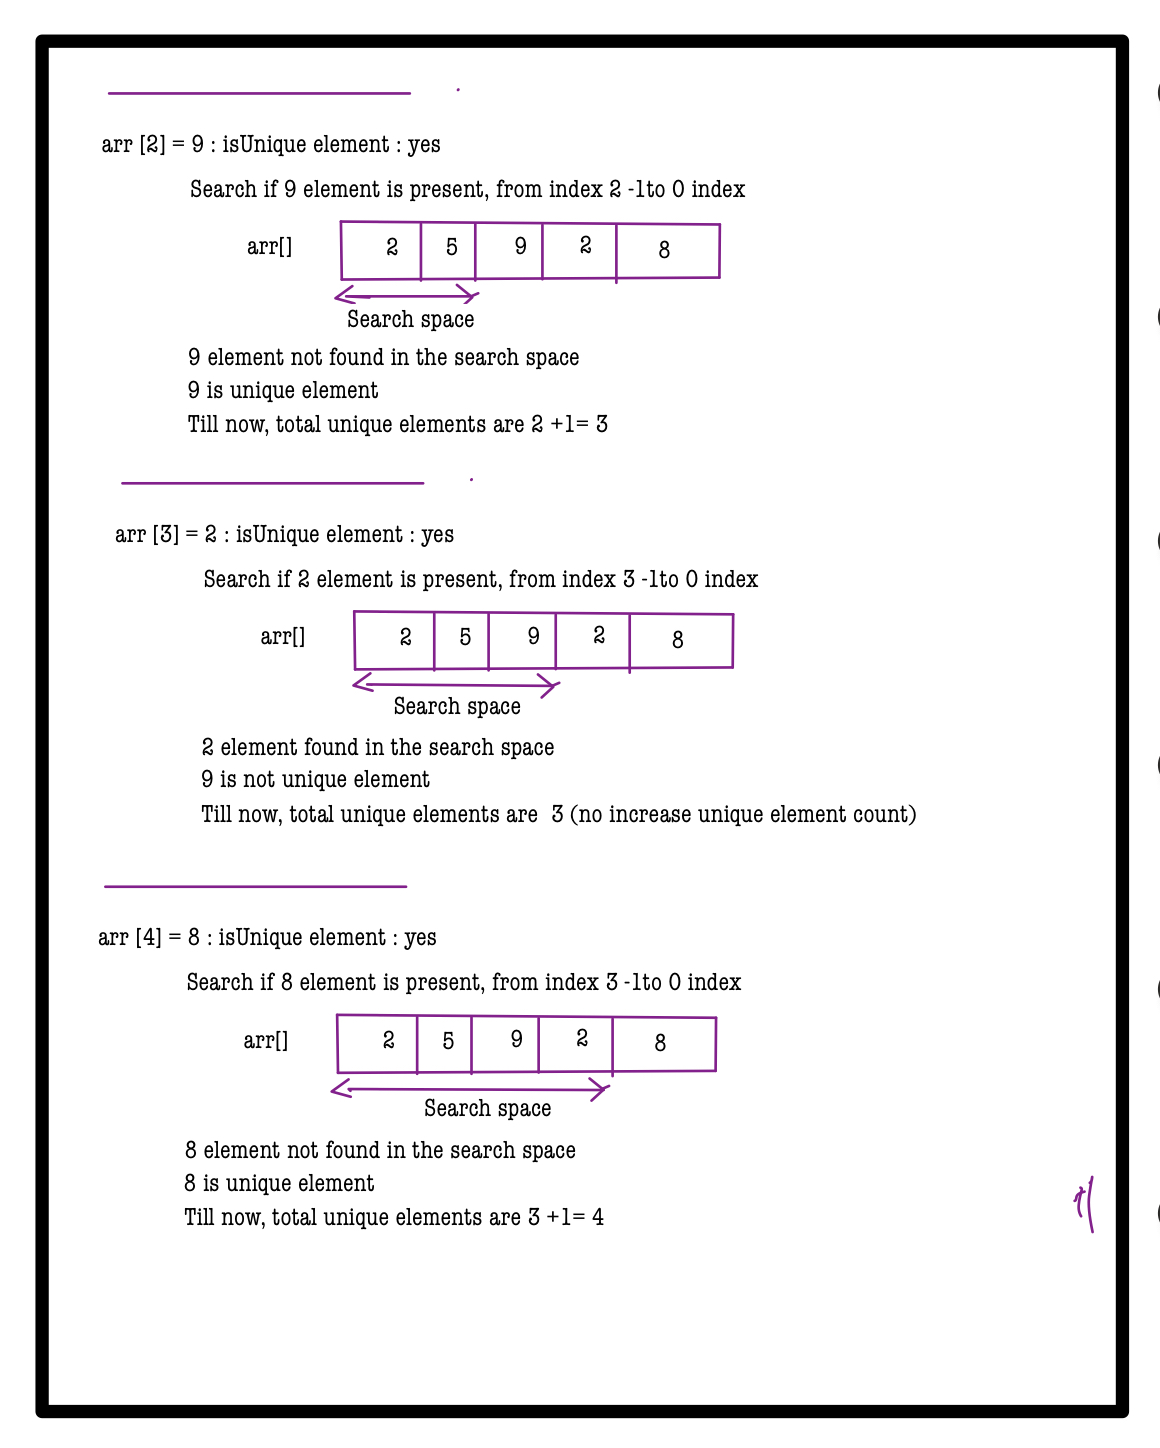 arr [2] = 9 : isUnique element : yes
Search if 9 element is present, from index 2 -1to 0 index
arr[] 2 5 9 2 8
Search space
9 element not found in the search space
9 is unique element
Till now, total unique elements are 2 +1= 3
arr [3] = 2 : isUnique element : yes
Search if 2 element is present, from index 3 -1to 0 index
arr[] 2 5 9 2 8
Search space
2 element found in the search space
9 is not unique element
Till now, total unique elements are 3 (no increase unique element count)
arr [4] = 8 : isUnique element : yes
Search if 8 element is present, from index 3 -1to 0 index
arr[] 2 5 9 2 8
Search space
8 element not found in the search space
8 is unique element
Till now, total unique elements are 3 +1= 4